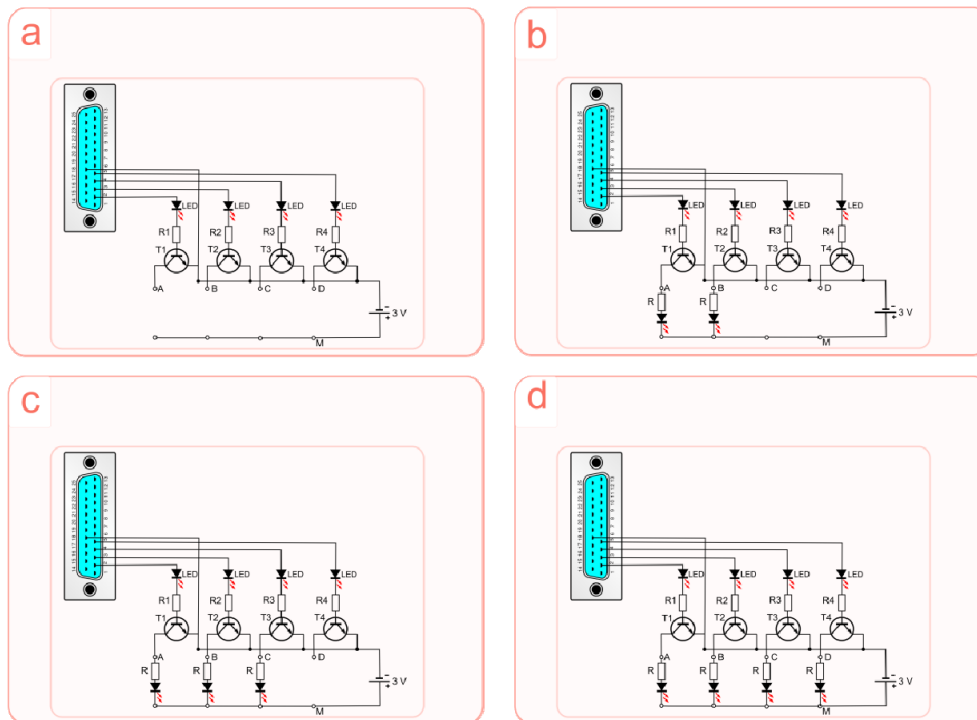 a
LED LED LED LED
R1 R2 R3 R4
T1 T2 T3 T4
A B C D
3 V
M
b
LED LED LED LED
R1 R2 R3 R4
T1 T2 T3 T4
A B C D
R R
3 V
M
c
LED LED LED LED
R1 R2 R3 R4
T1 T2 T3 T4
A B C D
R R R
3 V
M
d
LED LED LED LED
R1 R2 R3 R4
T1 T2 T3 T4
A B C D
R R R R
3 V
M